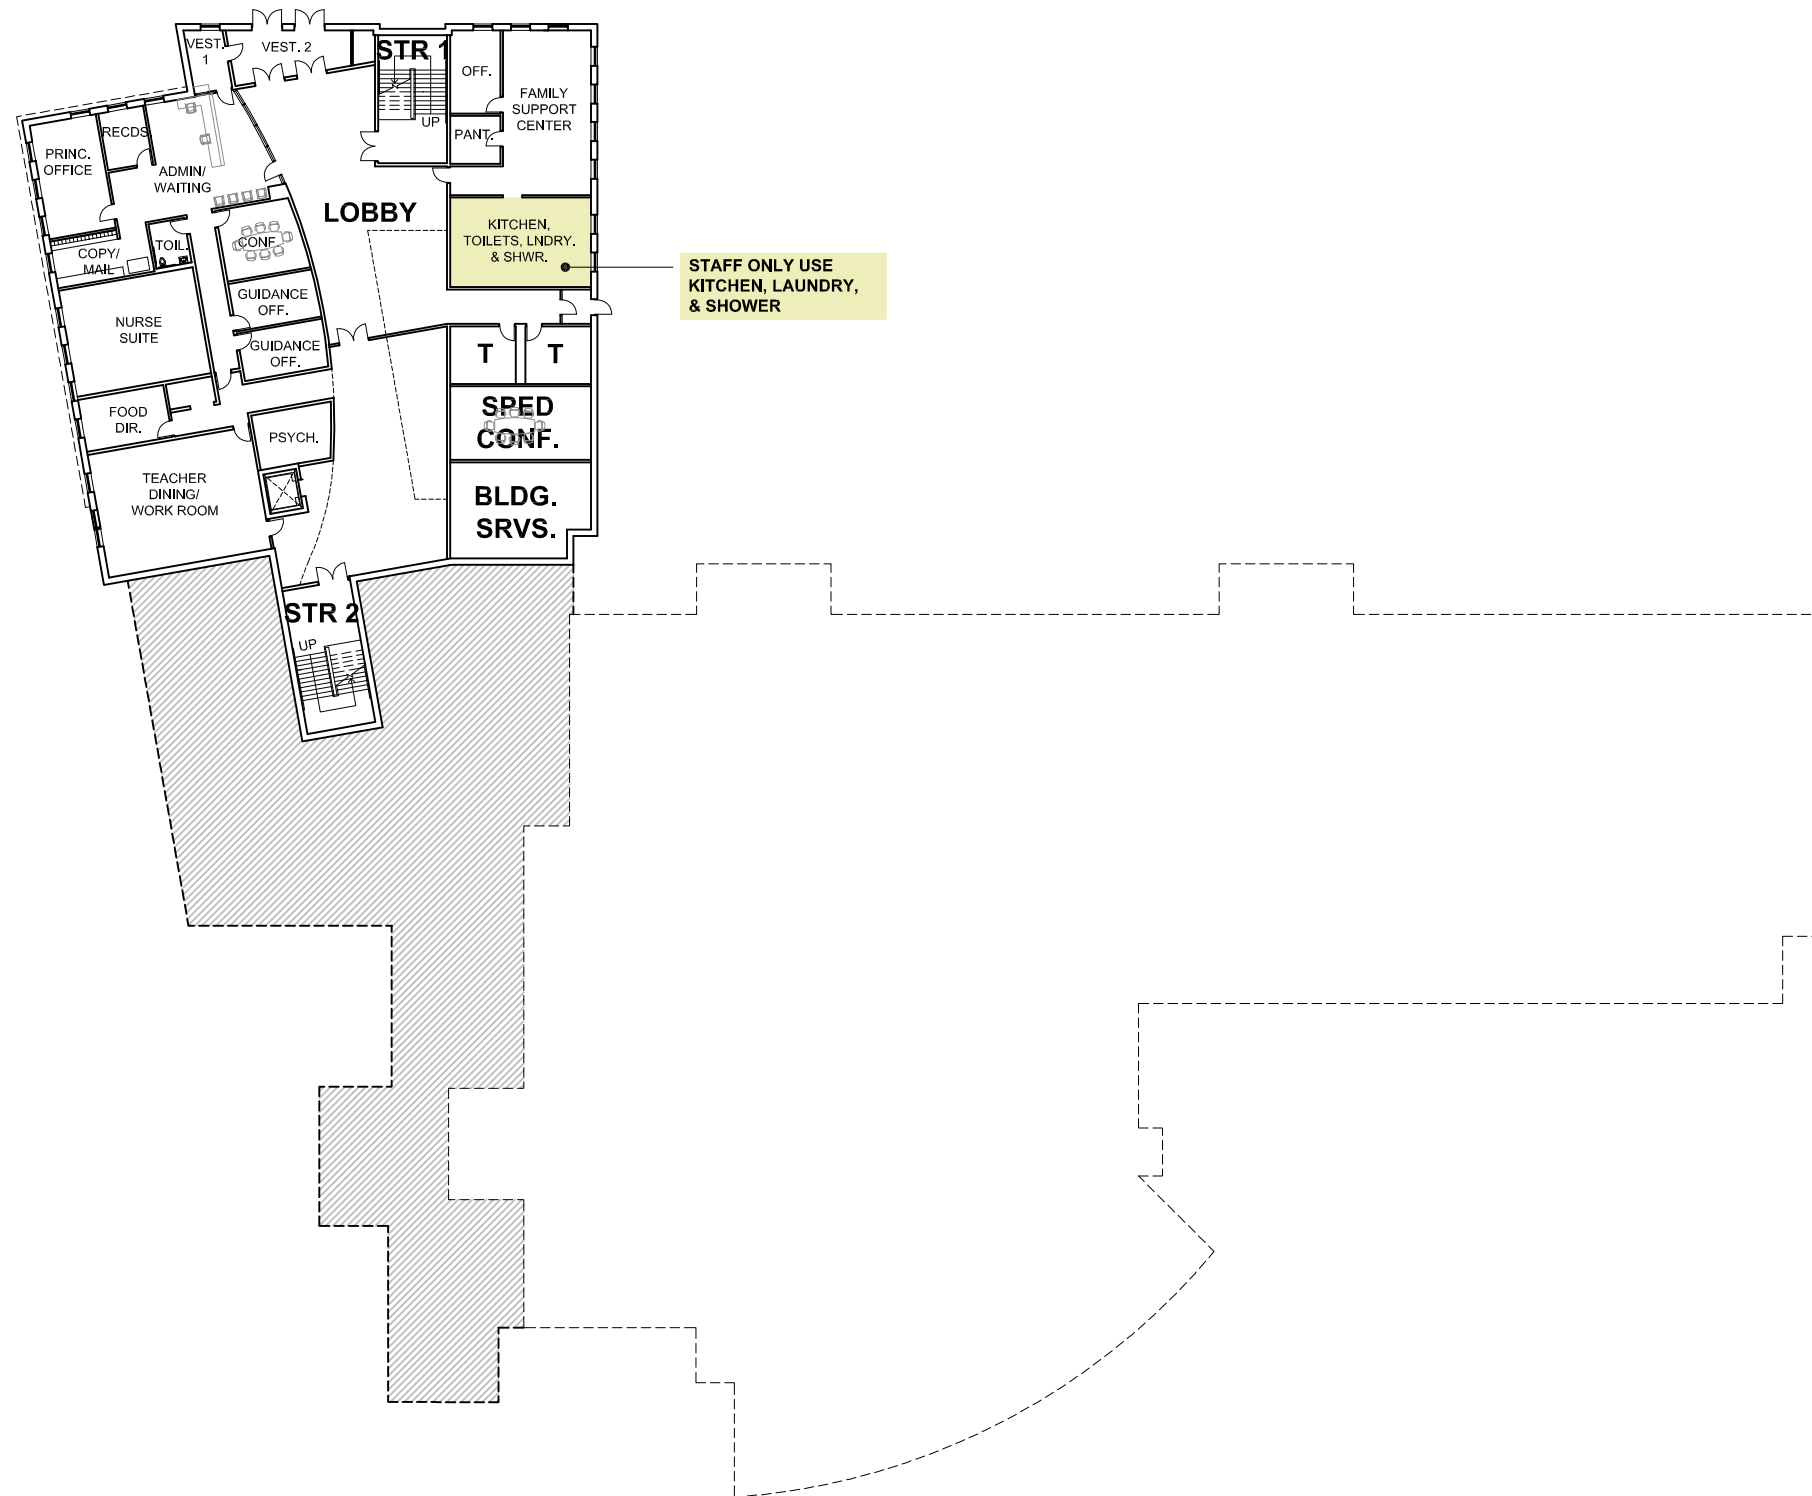 VEST.
1
VEST. 2
STR 1
UP
OFF.
FAMILY
SUPPORT
CENTER
PANT.
RECDS.
PRINC.
OFFICE
ADMIN/
WAITING
LOBBY
KITCHEN,
TOILETS, LNDRY.
& SHWR.
STAFF ONLY USE
KITCHEN, LAUNDRY,
& SHOWER
TOIL.
CONF.
COPY/
MAIL
GUIDANCE
OFF.
NURSE
SUITE
GUIDANCE
OFF.
T
T
SPED
CONF.
FOOD
DIR.
PSYCH.
TEACHER
DINING/
WORK ROOM
BLDG.
SRVS.
STR 2
UP